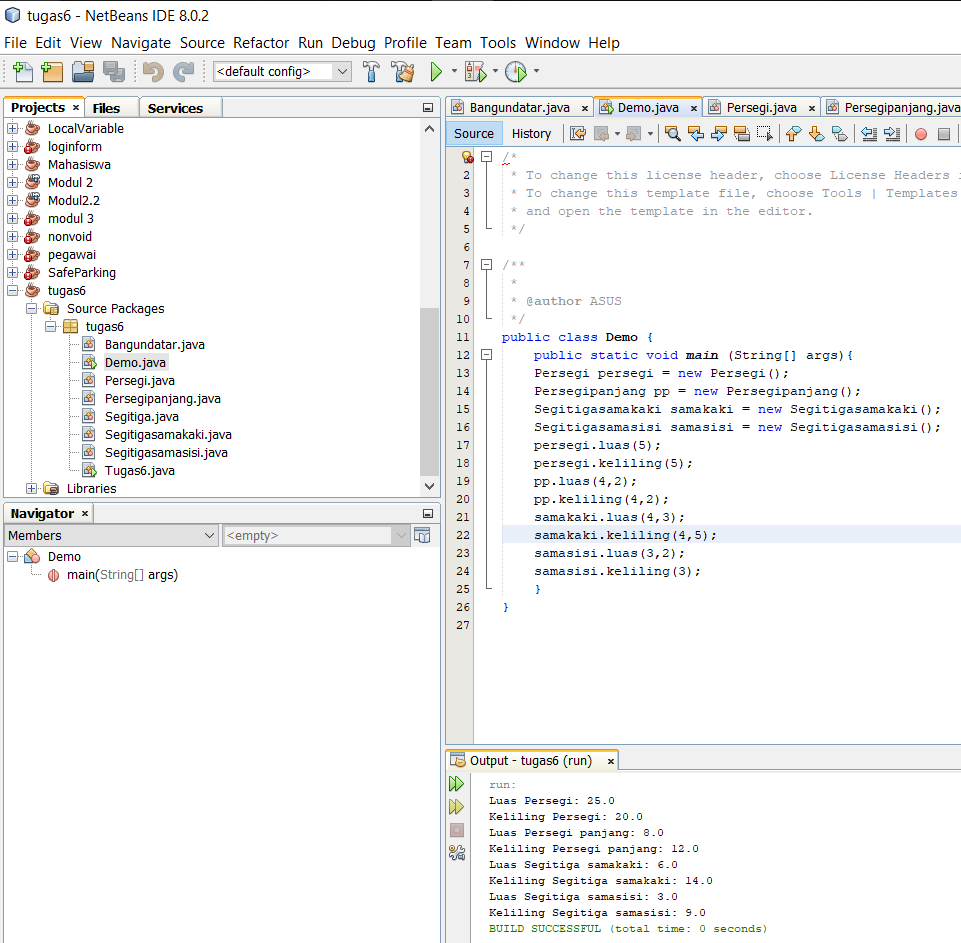 tugas6 - NetBeans IDE 8.0.2
File Edit View Navigate Source Refactor Run Debug Profile Team Tools Window Help
<default config>
Projects × Files Services
LocalVariable
loginform
Mahasiswa
Modul 2
Modul2.2
modul 3
nonvoid
pegawai
SafeParking
tugas6
Source Packages
tugas6
Bangundatar.java
Demo.java
Persegi.java
Persegipanjang.java
Segitiga.java
Segitigasamakaki.java
Segitigasamasisi.java
Tugas6.java
Libraries
Navigator ×
Members <empty>
Demo
main(String[] args)
Bangundatar.java × Demo.java × Persegi.java × Persegipanjang.java
Source History
/*
2 * To change this license header, choose License Headers i
3 * To change this template file, choose Tools | Templates
4 * and open the template in the editor.
5 */
6
7 /**
8 *
9 * @author ASUS
10 */
11 public class Demo {
12 public static void main (String[] args){
13 Persegi persegi = new Persegi();
14 Persegipanjang pp = new Persegipanjang();
15 Segitigasamakaki samakaki = new Segitigasamakaki();
16 Segitigasamasisi samasisi = new Segitigasamasisi();
17 persegi.luas(5);
18 persegi.keliling(5);
19 pp.luas(4,2);
20 pp.keliling(4,2);
21 samakaki.luas(4,3);
22 samakaki.keliling(4,5);
23 samasisi.luas(3,2);
24 samasisi.keliling(3);
25 }
26 }
27
Output - tugas6 (run) ×
run:
Luas Persegi: 25.0
Keliling Persegi: 20.0
Luas Persegi panjang: 8.0
Keliling Persegi panjang: 12.0
Luas Segitiga samakaki: 6.0
Keliling Segitiga samakaki: 14.0
Luas Segitiga samasisi: 3.0
Keliling Segitiga samasisi: 9.0
BUILD SUCCESSFUL (total time: 0 seconds)